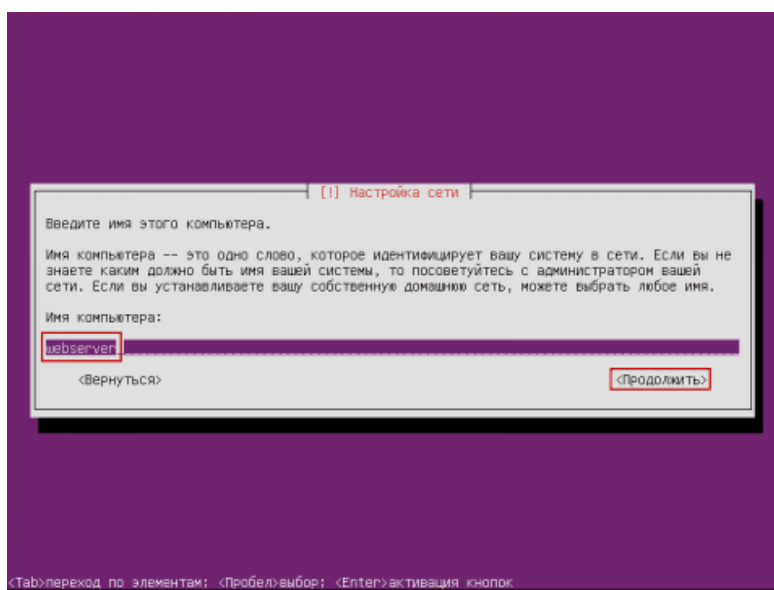 [!] Настройка сети
Введите имя этого компьютера.
Имя компьютера -- это одно слово, которое идентифицирует вашу систему в сети. Если вы не
знаете каким должно быть имя вашей системы, то посоветуйтесь с администратором вашей
сети. Если вы устанавливаете вашу собственную домашнюю сеть, можете выбрать любое имя.
Имя компьютера:
webserver
<Вернуться> <Продолжить>
<Tab>переход по элементам; <Пробел>выбор; <Enter>активация кнопок